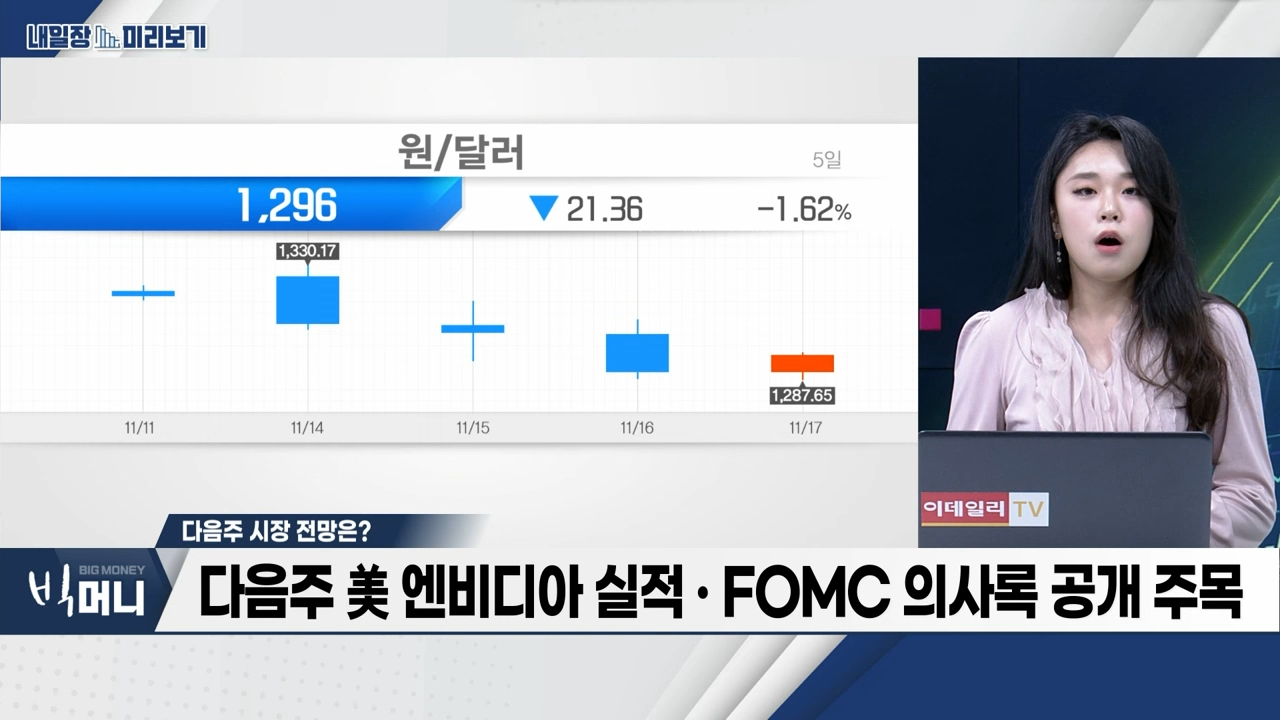 내일장 미리보기
원/달러
5일
1,296 ▼ 21.36 -1.62%
1,330.17
1,287.65
11/11 11/14 11/15 11/16 11/17
이데일리 TV
다음주 시장 전망은?
BIG MONEY
빅머니
다음주 美 엔비디아 실적·FOMC 의사록 공개 주목